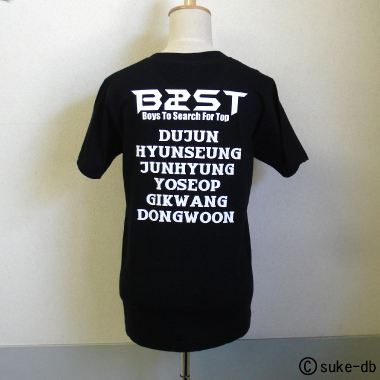 B2ST
Boys To Search For Top
DUJUN
HYUNSEUNG
JUNHYUNG
YOSEOP
GIKWANG
DONGWOON
©suke-db